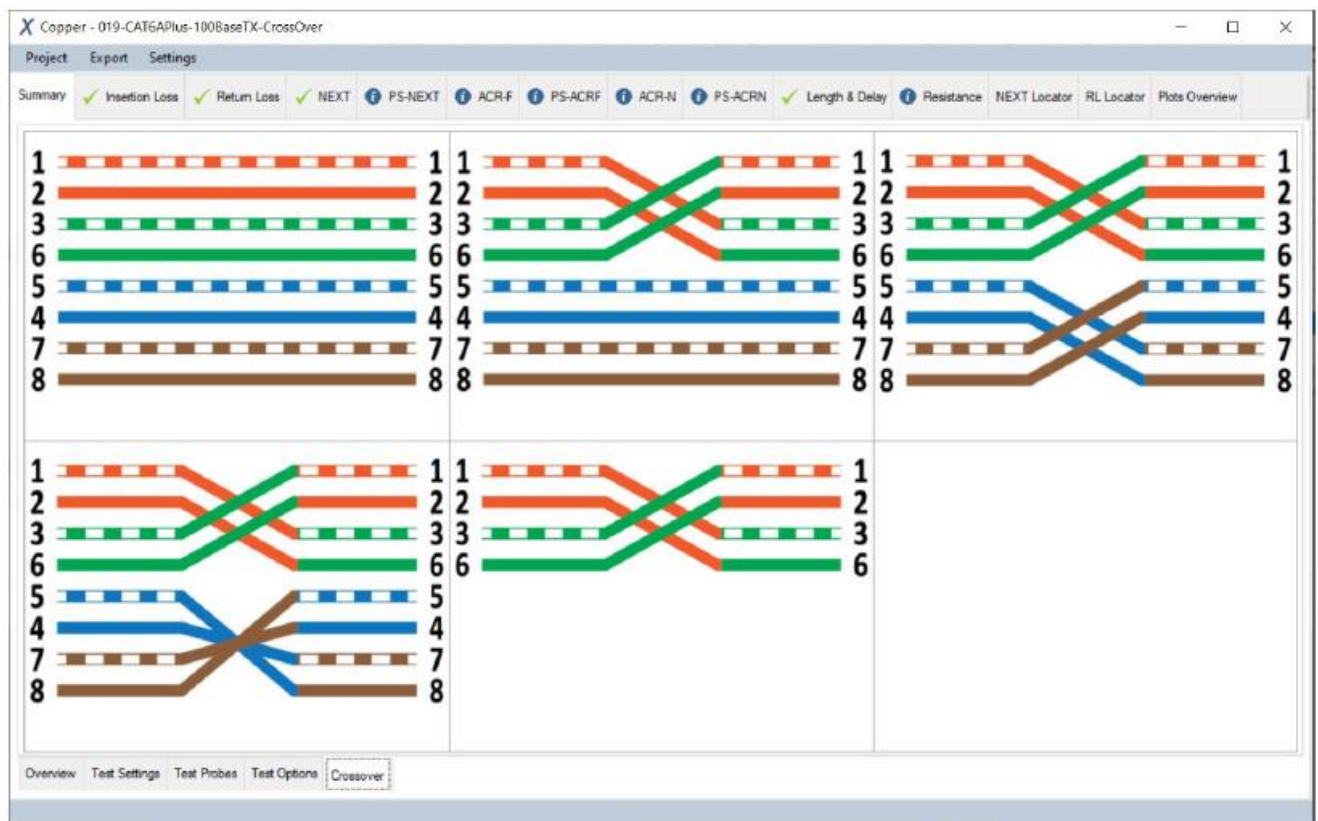 Copper - 019-CAT6APlus-100BaseTX-CrossOver
Project Export Settings
Summary Insertion Loss Return Loss NEXT PS-NEXT ACR-F PS-ACRF ACR-N PS-ACRN Length & Delay Resistance NEXT Locator RL Locator Plots Overview
1 1 1 1 1 1
2 2 2 2 2 2
3 3 3 3 3 3
6 6 6 6 6 6
5 5 5 5 5 5
4 4 4 4 4 4
7 7 7 7 7 7
8 8 8 8 8 8
1 1 1 1
2 2 2 2
3 3 3 3
6 6 6 6
5 5
4 4
7 7
8 8
Overview Test Settings Test Probes Test Options Crossover